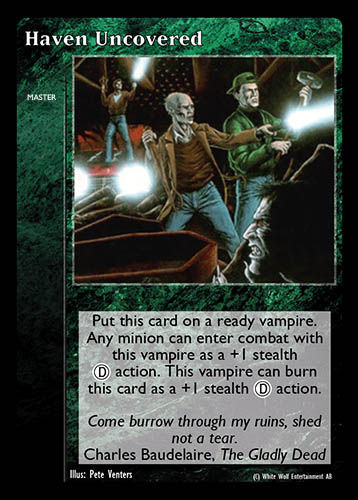 Haven Uncovered
MASTER
Put this card on a ready vampire.
Any minion can enter combat with
this vampire as a +1 stealth
Ⓓ action. This vampire can burn
this card as a +1 stealth Ⓓ action.
Come burrow through my ruins, shed
not a tear.
Charles Baudelaire, The Gladly Dead
Illus: Pete Venters
(C) White Wolf Entertainment AB